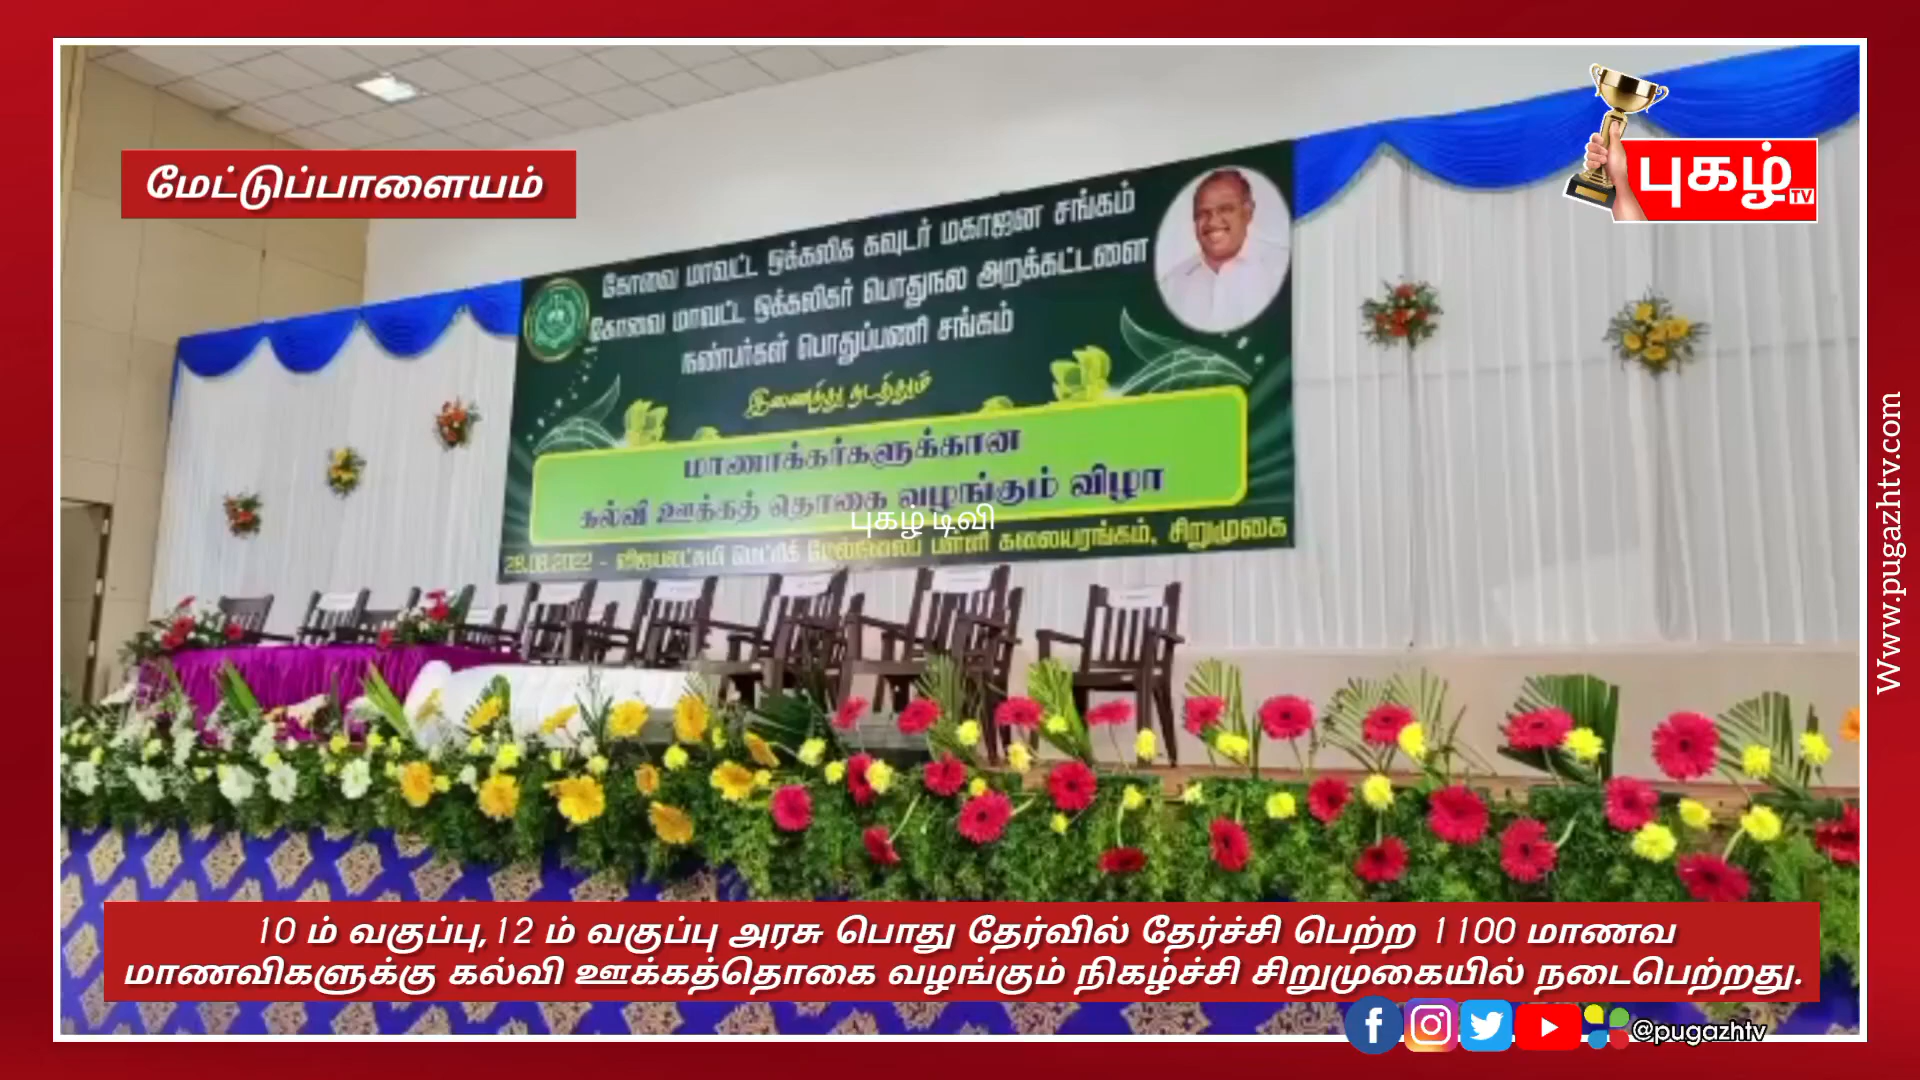 மேட்டுப்பாளையம்
புகழ்
TV
கோவை மாவட்ட ஒக்கலிக கவுடர் மகாஜன சங்கம்
கோவை மாவட்ட ஒக்கலிகர் பொதுநல அறக்கட்டளை
நண்பர்கள் பொதுப்பணி சங்கம்
இணைந்து நடத்தும்
மாணாக்கர்களுக்கான
கல்வி ஊக்கத் தொகை வழங்கும் விழா
புகழ் டிவி
28.08.2022 - விஜயலட்சுமி மெட்ரிக் மேல்நிலைப் பள்ளி கலையரங்கம், சிறுமுகை
Www.pugazhtv.com
10 ம் வகுப்பு,12 ம் வகுப்பு அரசு பொது தேர்வில் தேர்ச்சி பெற்ற 1100 மாணவ
மாணவிகளுக்கு கல்வி ஊக்கத்தொகை வழங்கும் நிகழ்ச்சி சிறுமுகையில் நடைபெற்றது.
@pugazhtv